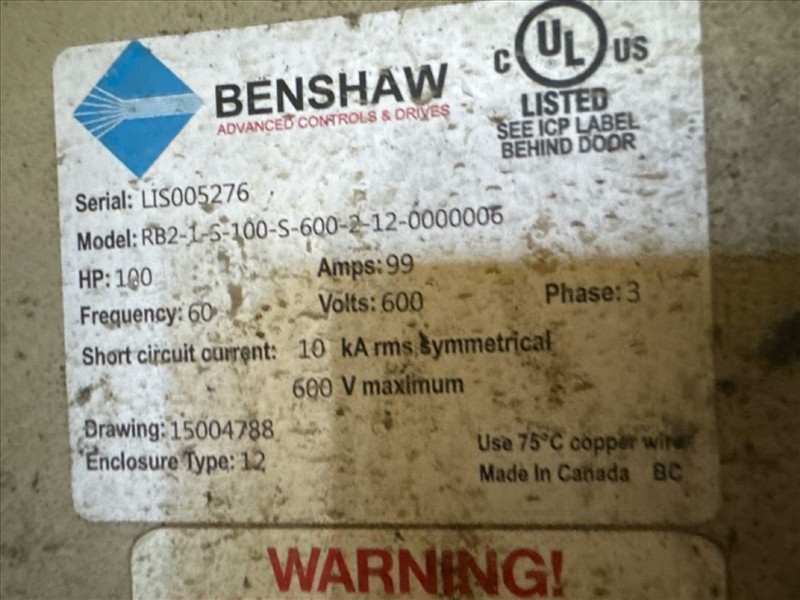 BENSHAW
ADVANCED CONTROLS & DRIVES
C UL US
LISTED
SEE ICP LABEL
BEHIND DOOR
Serial: LIS005276
Model: RB2-1-S-100-S-600-2-12-0000006
HP: 100 Amps: 99
Frequency: 60 Volts: 600 Phase: 3
Short circuit current: 10 kA rms symmetrical
600 V maximum
Drawing: 15004788 Use 75°C copper wire
Enclosure Type: 12 Made In Canada BC
WARNING!